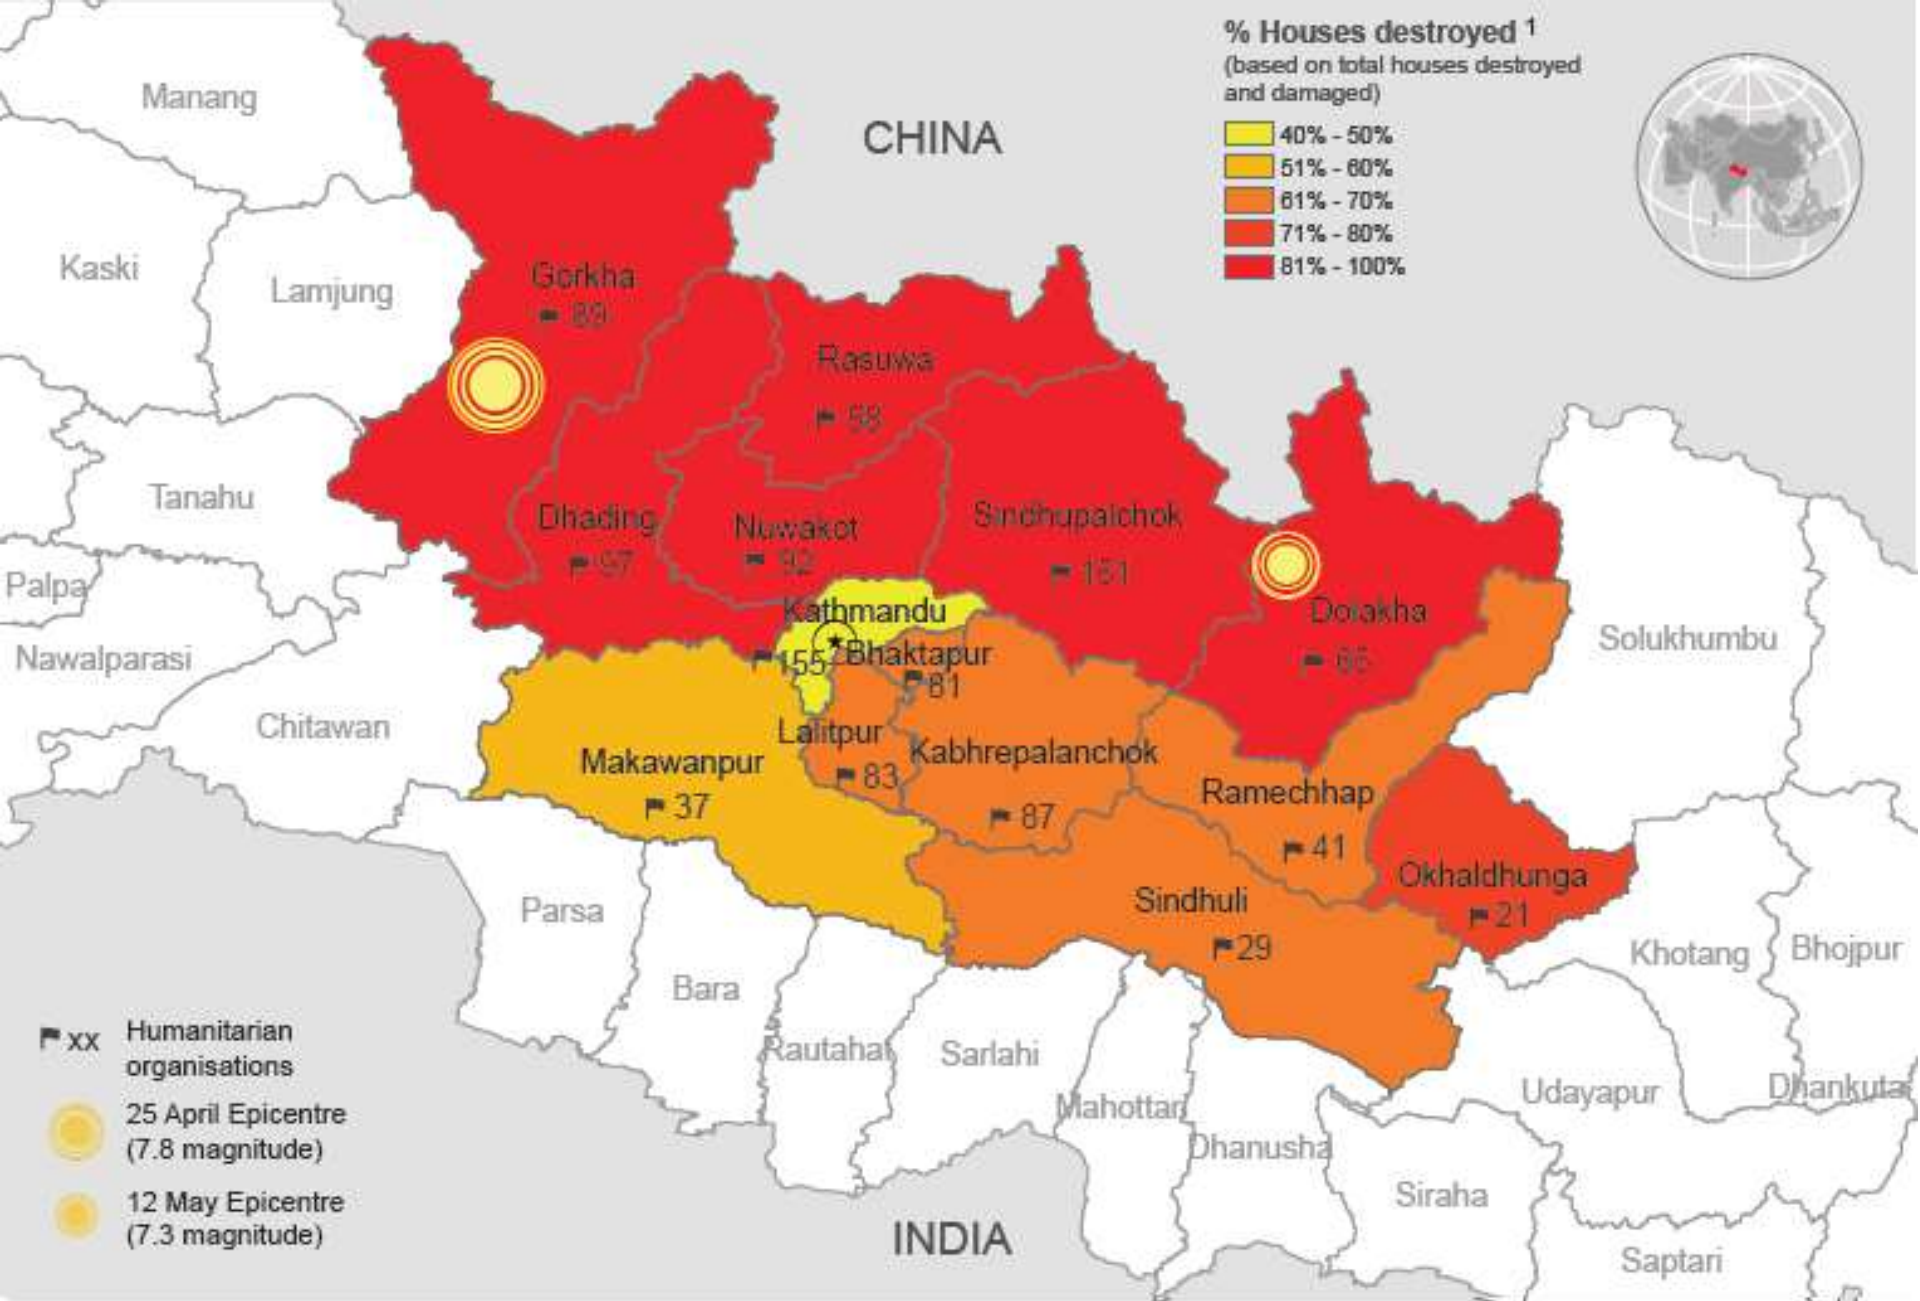 % Houses destroyed 1
(based on total houses destroyed
and damaged)
40% - 50%
51% - 60%
61% - 70%
71% - 80%
81% - 100%
CHINA
Manang
Kaski
Lamjung
Gorkha
89
Rasuwa
58
Tanahu
Dhading
97
Nuwakot
92
Sindhupalchok
Dolakha
Palpa
Nawalparasi
Chitawan
Kathmandu
155
Bhaktapur
81
Lalitpur
83
Makawanpur
37
Kabhrepalanchok
87
Ramechhap
41
Solukhumbu
Okhaldhunga
21
Sindhuli
29
Parsa
Bara
Rautahat
Sarlahi
Mahottari
Dhanusha
Siraha
Saptari
Udayapur
Khotang
Bhojpur
Dhankuta
INDIA
xx Humanitarian
organisations
25 April Epicentre
(7.8 magnitude)
12 May Epicentre
(7.3 magnitude)